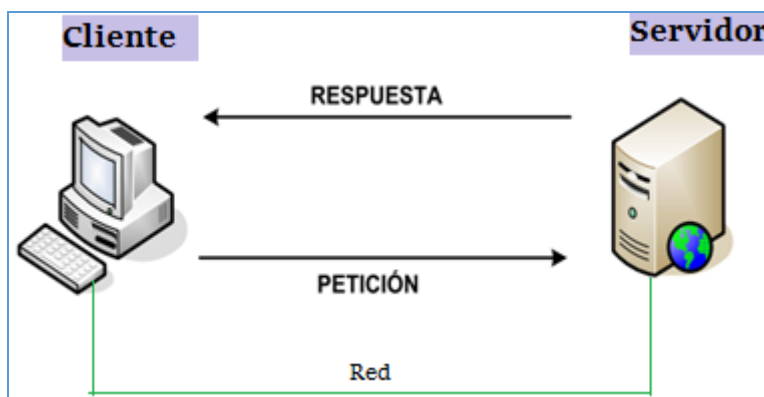 Cliente
Servidor
RESPUESTA
PETICIÓN
Red